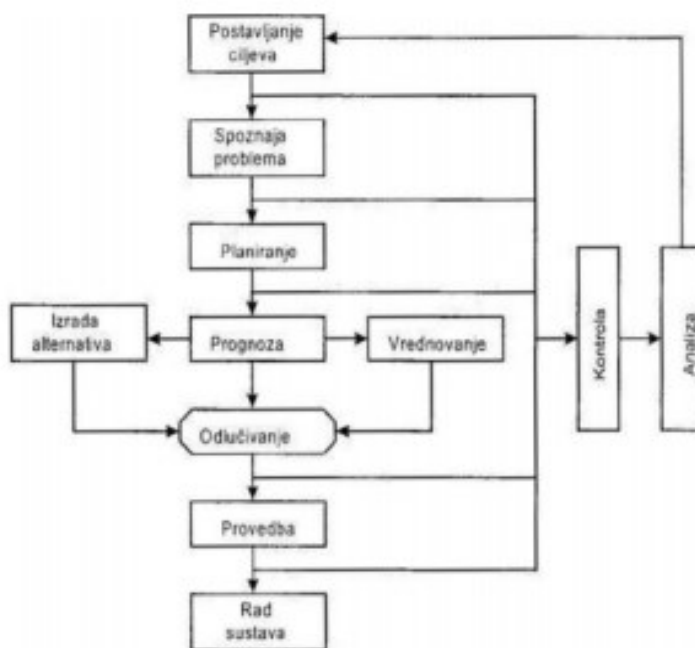 Postavljanje
ciljeva
Spoznaja
problema
Planiranje
Izrada
alternativa
Prognoza
Vrednovanje
Kontrola
Analiza
Odlučivanje
Provedba
Rad
sustava